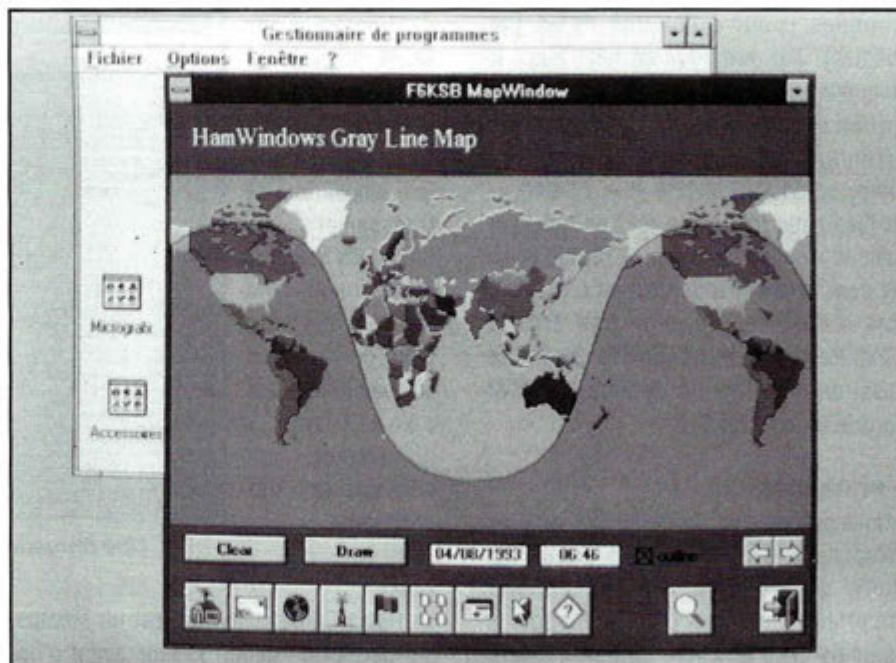 Gestionnaire de programmes
Fichier Options Fenêtre ?
F6KSB MapWindow
HamWindows Gray Line Map
Micrografx
Accessoires
Clear Draw 04/08/1993 06:46 outline
?